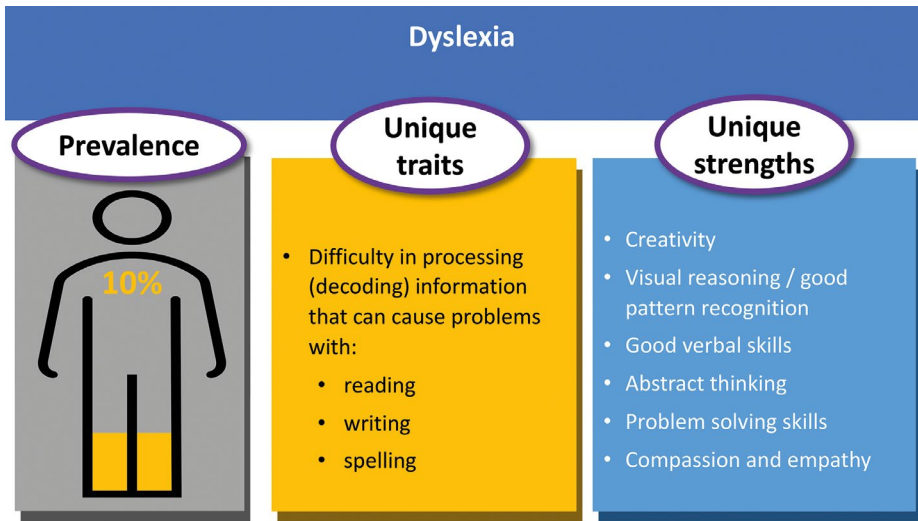 Dyslexia
Prevalence
10%
Unique
traits
• Difficulty in processing
(decoding) information
that can cause problems
with:
• reading
• writing
• spelling
Unique
strengths
• Creativity
• Visual reasoning / good
pattern recognition
• Good verbal skills
• Abstract thinking
• Problem solving skills
• Compassion and empathy